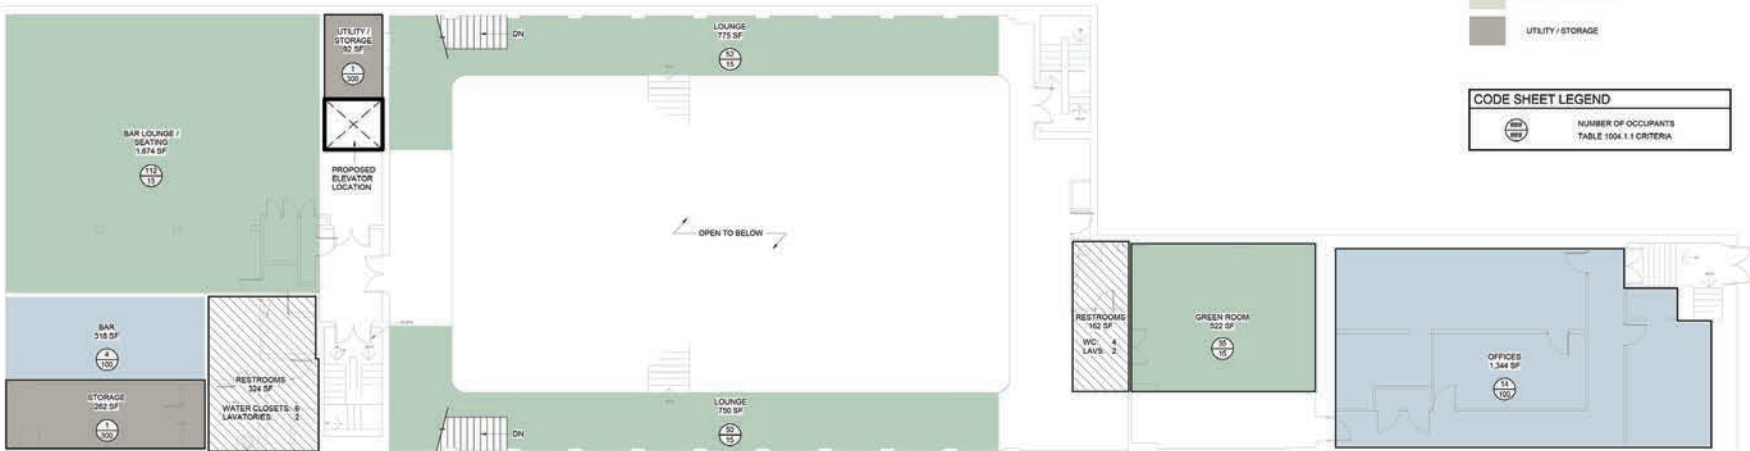 UTILITY / STORAGE
CODE SHEET LEGEND
###
###
NUMBER OF OCCUPANTS
TABLE 1004.1.1 CRITERIA
UTILITY /
STORAGE
92 SF
1
300
DN
LOUNGE
775 SF
52
15
BAR LOUNGE /
SEATING
1,674 SF
112
15
PROPOSED
ELEVATOR
LOCATION
OPEN TO BELOW
BAR
318 SF
4
100
STORAGE
262 SF
1
300
RESTROOMS
324 SF
WATER CLOSETS: 6
LAVATORIES: 2
DN
LOUNGE
750 SF
50
15
RESTROOMS
162 SF
WC: 4
LAVS: 2
GREEN ROOM
522 SF
35
15
OFFICES
1,344 SF
14
100